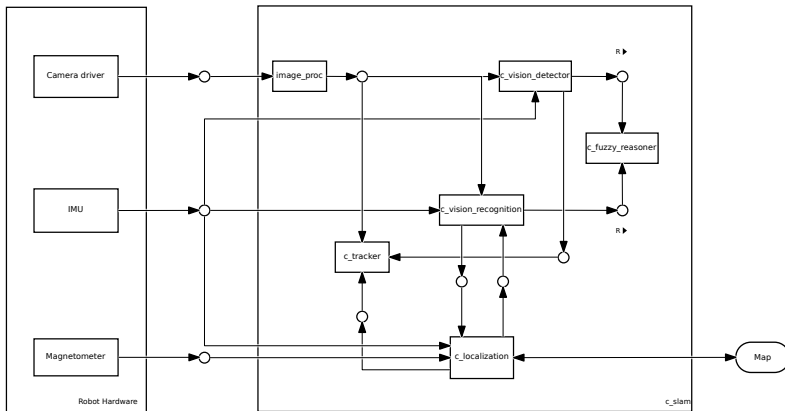 R
Camera driver
image_proc
c_vision_detector
c_fuzzy_reasoner
IMU
c_vision_recognition
R
c_tracker
Magnetometer
c_localization
Map
Robot Hardware
c_slam